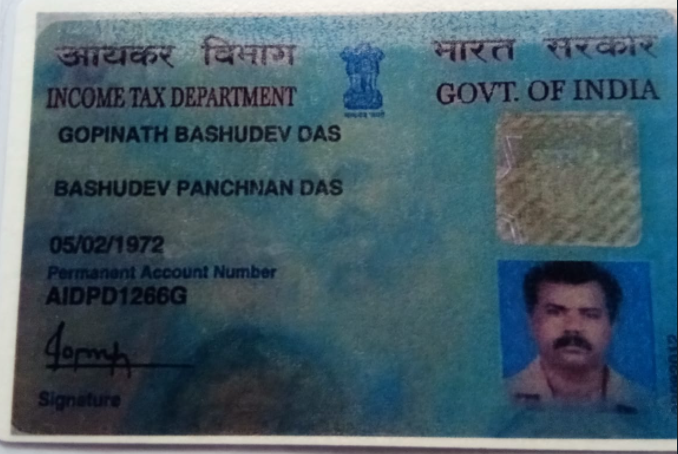 आयकर विभाग
भारत सरकार
INCOME TAX DEPARTMENT
GOVT. OF INDIA
GOPINATH BASHUDEV DAS
BASHUDEV PANCHNAN DAS
05/02/1972
Permanent Account Number
AIDPD1266G
Signature